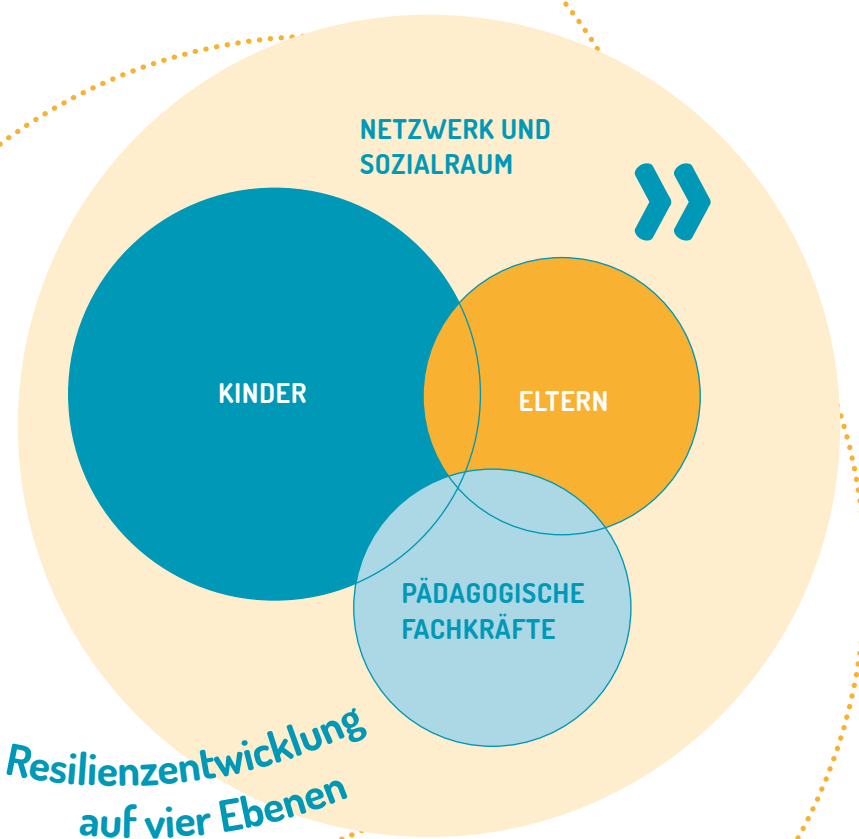 NETZWERK UND
SOZIALRAUM
KINDER
ELTERN
PÄDAGOGISCHE
FACHKRÄFTE
Resilienzentwicklung
auf vier Ebenen